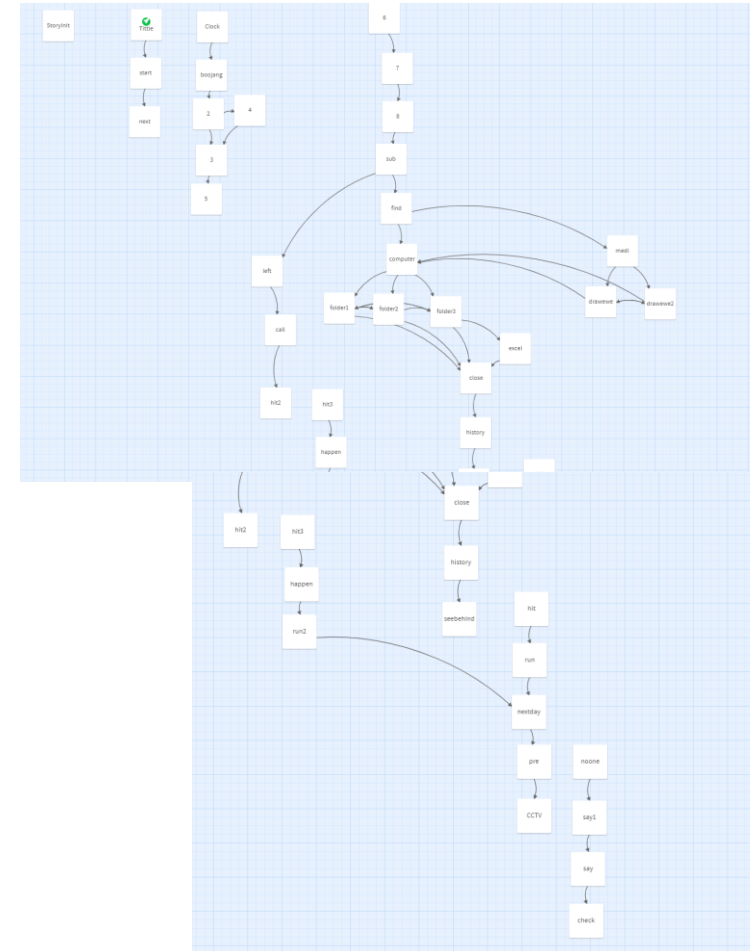 StoryInit
Tittle
Clock
6
start
boojang
7
next
2
4
8
3
sub
5
find
left
computer
madi
folder1
folder2
folder3
drawewe
drawewe2
call
excel
close
hit2
hit3
history
happen
close
hit2
hit3
history
happen
seebehind
hit
run2
run
nextday
pre
noone
CCTV
say1
say
check